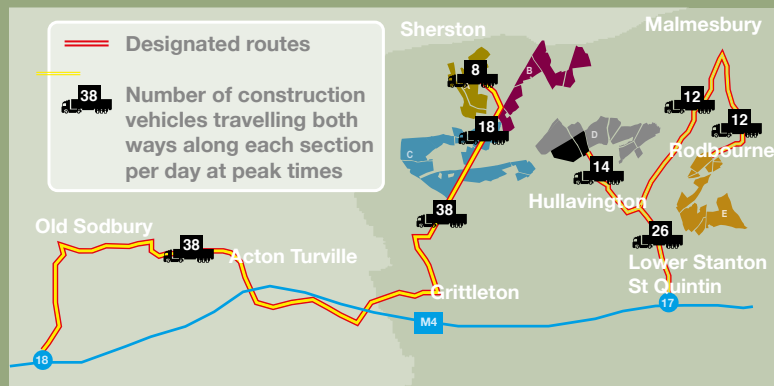 Designated routes
38
Number of construction
vehicles travelling both
ways along each section
per day at peak times
Sherston
Malmesbury
8
B
12
12
18
D
Rodbourne
C
14
Hullavington
E
38
26
Old Sodbury
38
Acton Turville
Lower Stanton
St Quintin
Grittleton
17
M4
18